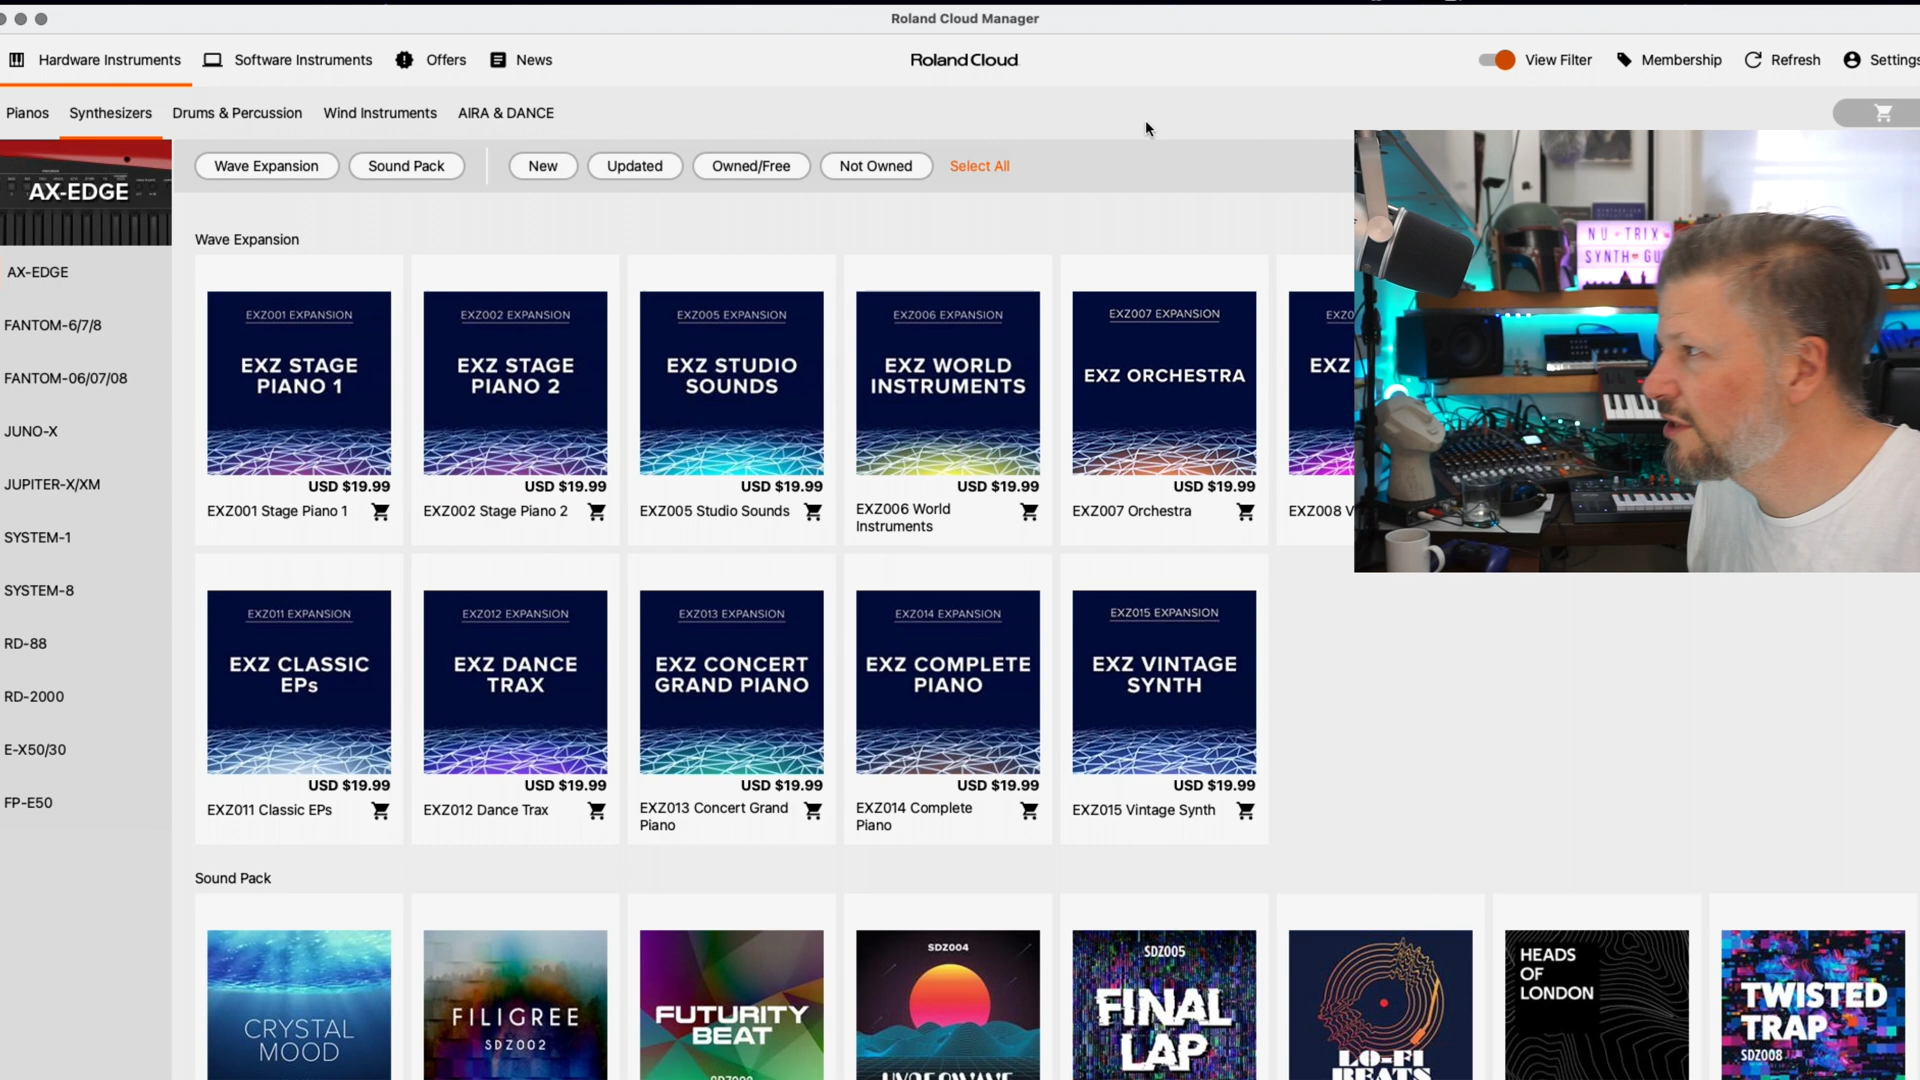 Roland Cloud Manager
Hardware Instruments
Software Instruments
Offers
News
Roland Cloud
View Filter
Membership
Refresh
Settings
Pianos
Synthesizers
Drums & Percussion
Wind Instruments
AIRA & DANCE
AX-EDGE
Wave Expansion
Sound Pack
New
Updated
Owned/Free
Not Owned
Select All
AX-EDGE
FANTOM-6/7/8
FANTOM-06/07/08
JUNO-X
JUPITER-X/XM
SYSTEM-1
SYSTEM-8
RD-88
RD-2000
E-X50/30
FP-E50
Wave Expansion
EXZ001 EXPANSION
EXZ STAGE
PIANO 1
USD $19.99
EXZ001 Stage Piano 1
EXZ002 EXPANSION
EXZ STAGE
PIANO 2
USD $19.99
EXZ002 Stage Piano 2
EXZ005 EXPANSION
EXZ STUDIO
SOUNDS
USD $19.99
EXZ005 Studio Sounds
EXZ006 EXPANSION
EXZ WORLD
INSTRUMENTS
USD $19.99
EXZ006 World
Instruments
EXZ007 EXPANSION
EXZ ORCHESTRA
USD $19.99
EXZ007 Orchestra
EXZ0
EXZ
EXZ008 V
NU-TRIX
SYNTH GU
EXZ011 EXPANSION
EXZ CLASSIC
EPs
USD $19.99
EXZ011 Classic EPs
EXZ012 EXPANSION
EXZ DANCE
TRAX
USD $19.99
EXZ012 Dance Trax
EXZ013 EXPANSION
EXZ CONCERT
GRAND PIANO
USD $19.99
EXZ013 Concert Grand
Piano
EXZ014 EXPANSION
EXZ COMPLETE
PIANO
USD $19.99
EXZ014 Complete
Piano
EXZ015 EXPANSION
EXZ VINTAGE
SYNTH
USD $19.99
EXZ015 Vintage Synth
Sound Pack
CRYSTAL
MOOD
FILIGREE
SDZ002
FUTURITY
BEAT
SDZ004
SDZ005
FINAL
LAP
LO-FI
BEATS
HEADS
OF
LONDON
TWISTED
TRAP
SDZ008